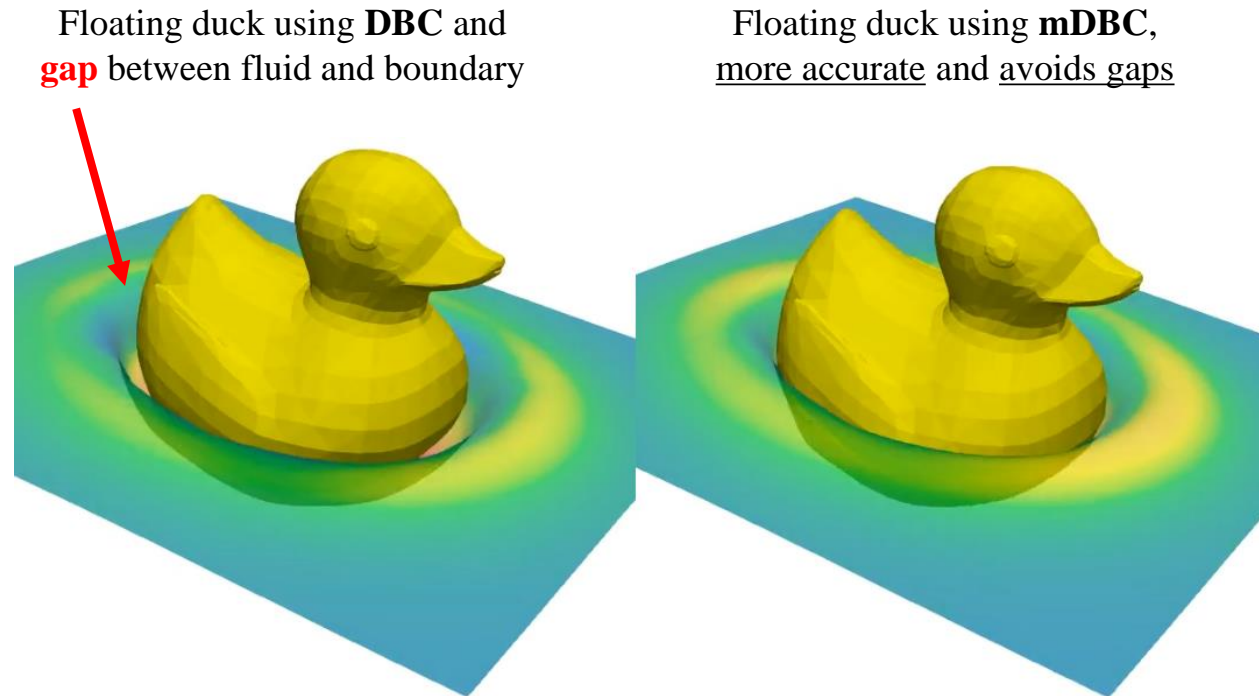 Floating duck using DBC and
gap between fluid and boundary
Floating duck using mDBC,
more accurate and avoids gaps